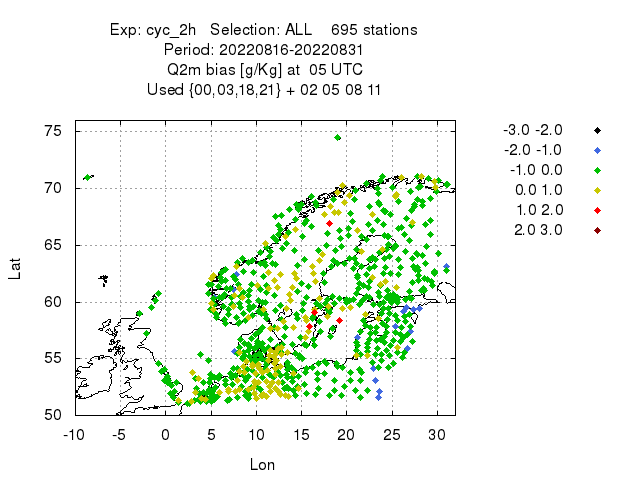 Exp: cyc_2h Selection: ALL 695 stations
Period: 20220816-20220831
Q2m bias [g/Kg] at 05 UTC
Used {00,03,18,21} + 02 05 08 11
-3.0 -2.0
-2.0 -1.0
-1.0 0.0
0.0 1.0
1.0 2.0
2.0 3.0
75
70
65
60
55
50
Lat
-10 -5 0 5 10 15 20 25 30
Lon